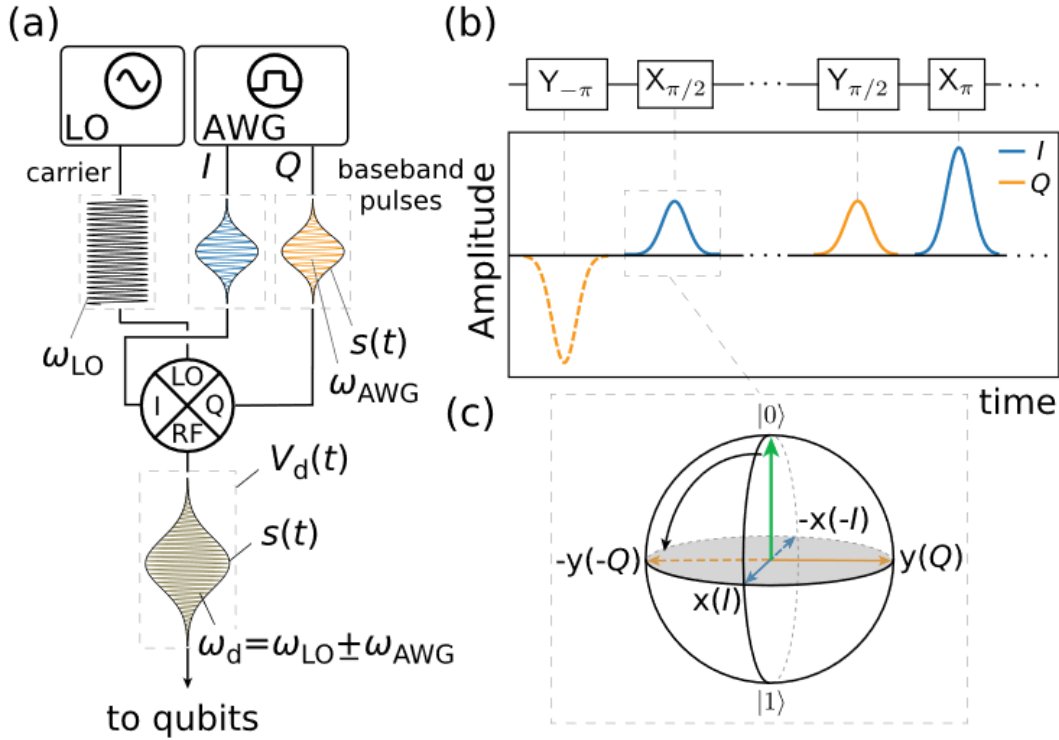 (a)
LO
AWG
carrier
I
Q
baseband
pulses
ω_LO
s(t)
ω_AWG
LO
I
Q
RF
V_d(t)
s(t)
ω_d=ω_LO±ω_AWG
to qubits
(b)
Y_−π
X_π/2
···
Y_π/2
X_π
···
I
Q
Amplitude
···
···
time
(c)
|0⟩
-x(-I)
-y(-Q)
y(Q)
x(I)
|1⟩